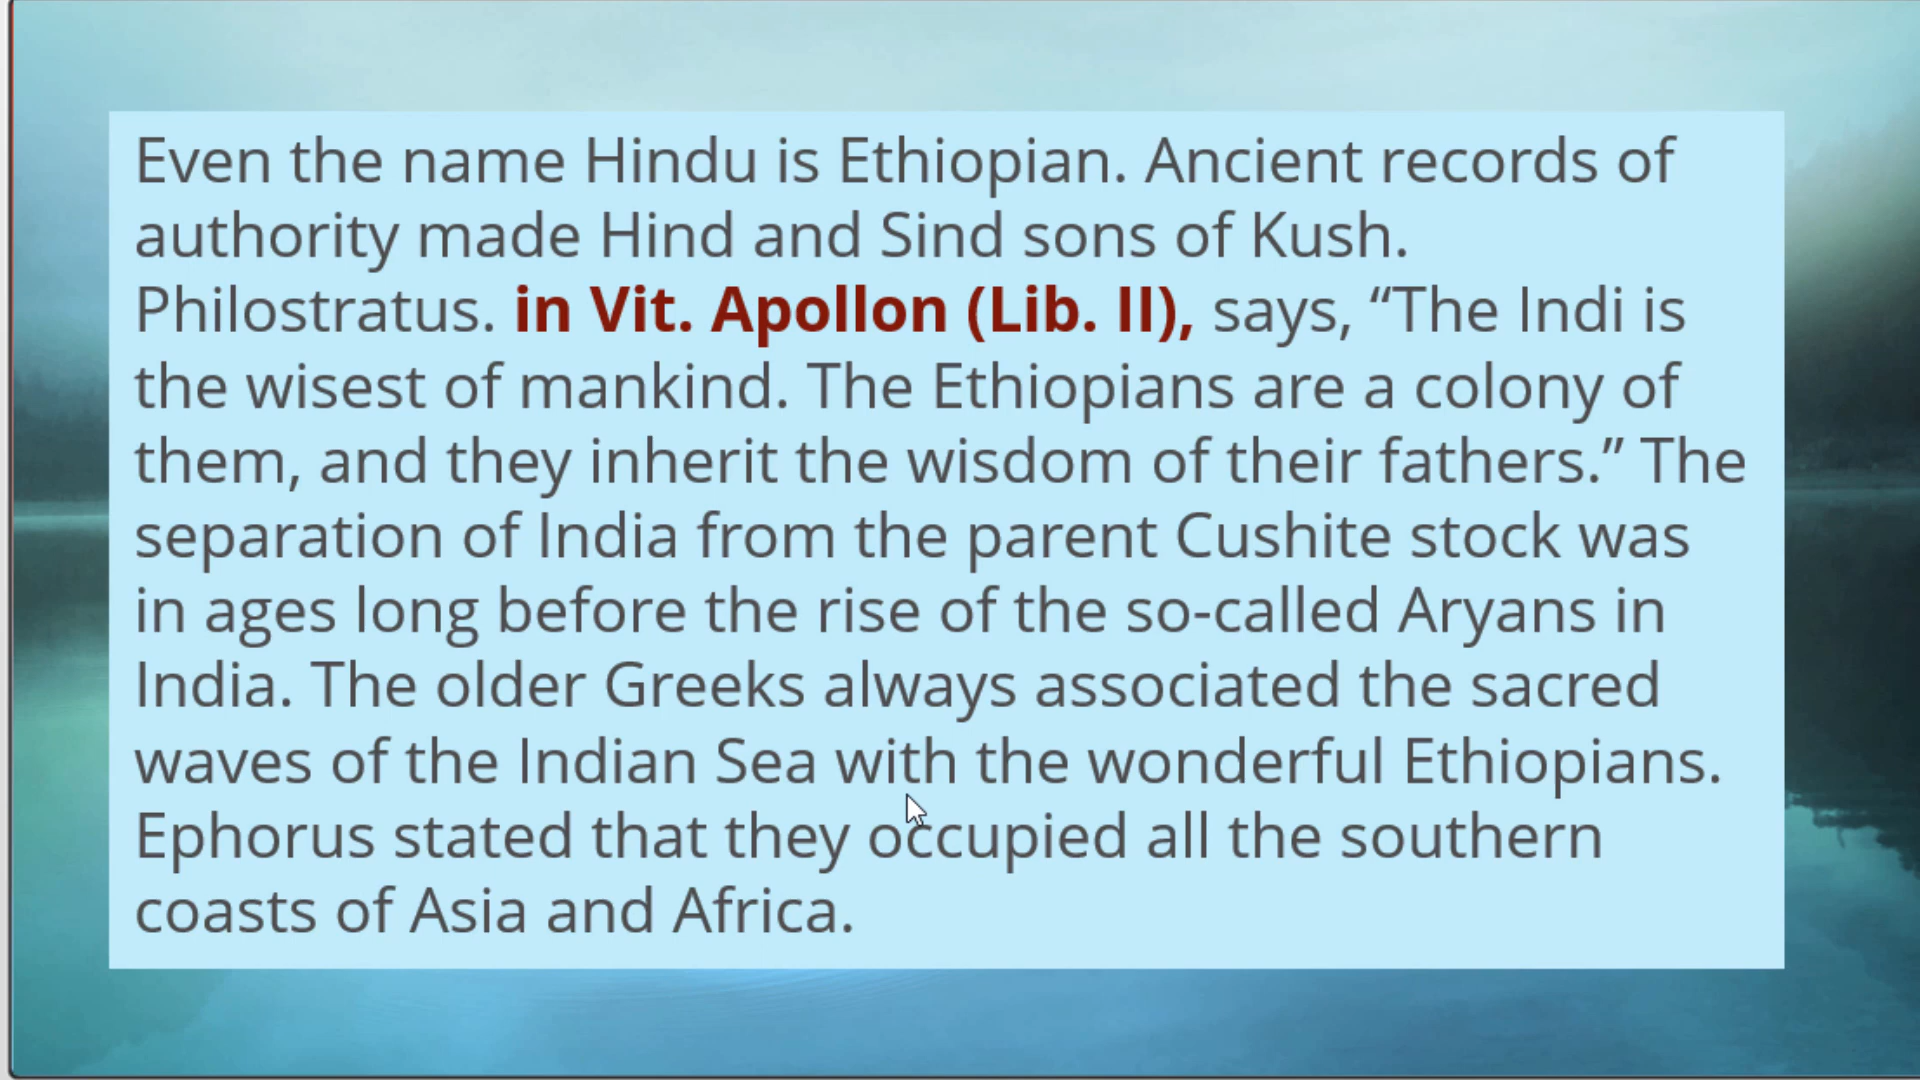 Even the name Hindu is Ethiopian. Ancient records of
authority made Hind and Sind sons of Kush.
Philostratus. in Vit. Apollon (Lib. II), says, “The Indi is
the wisest of mankind. The Ethiopians are a colony of
them, and they inherit the wisdom of their fathers.” The
separation of India from the parent Cushite stock was
in ages long before the rise of the so-called Aryans in
India. The older Greeks always associated the sacred
waves of the Indian Sea with the wonderful Ethiopians.
Ephorus stated that they occupied all the southern
coasts of Asia and Africa.